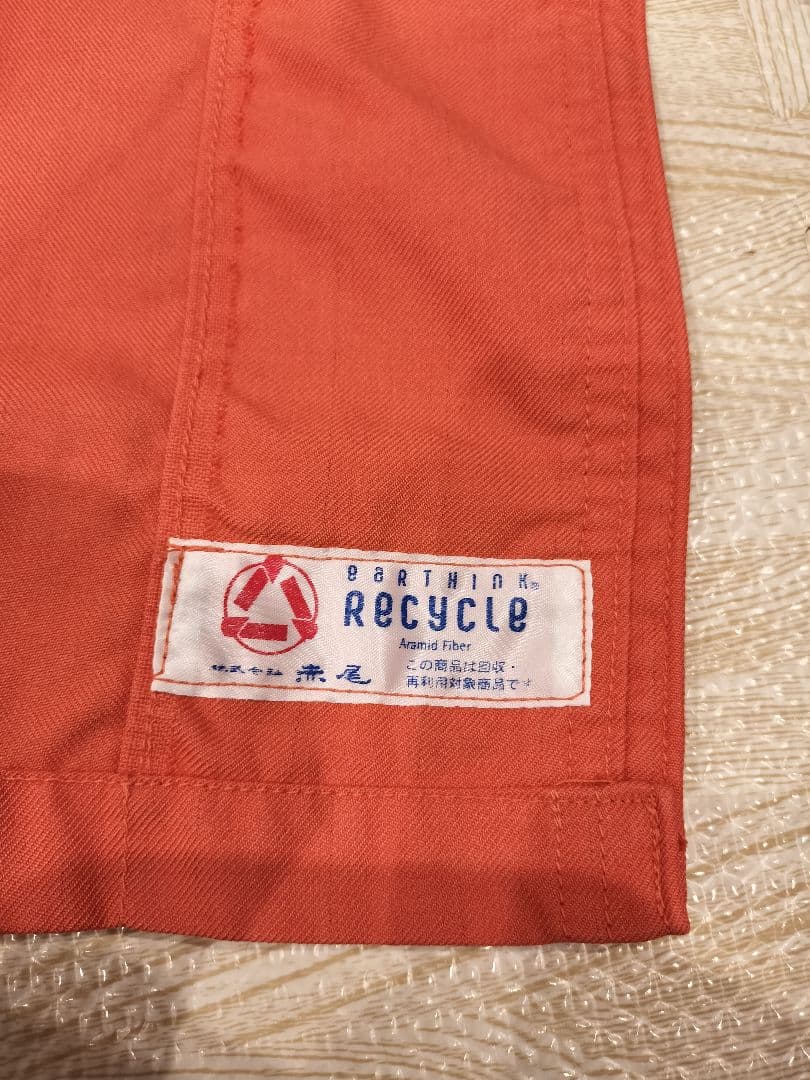 earthink®
Recycle
Aramid Fiber
この商品は回収・
再利用対象商品です
株式会社 赤尾